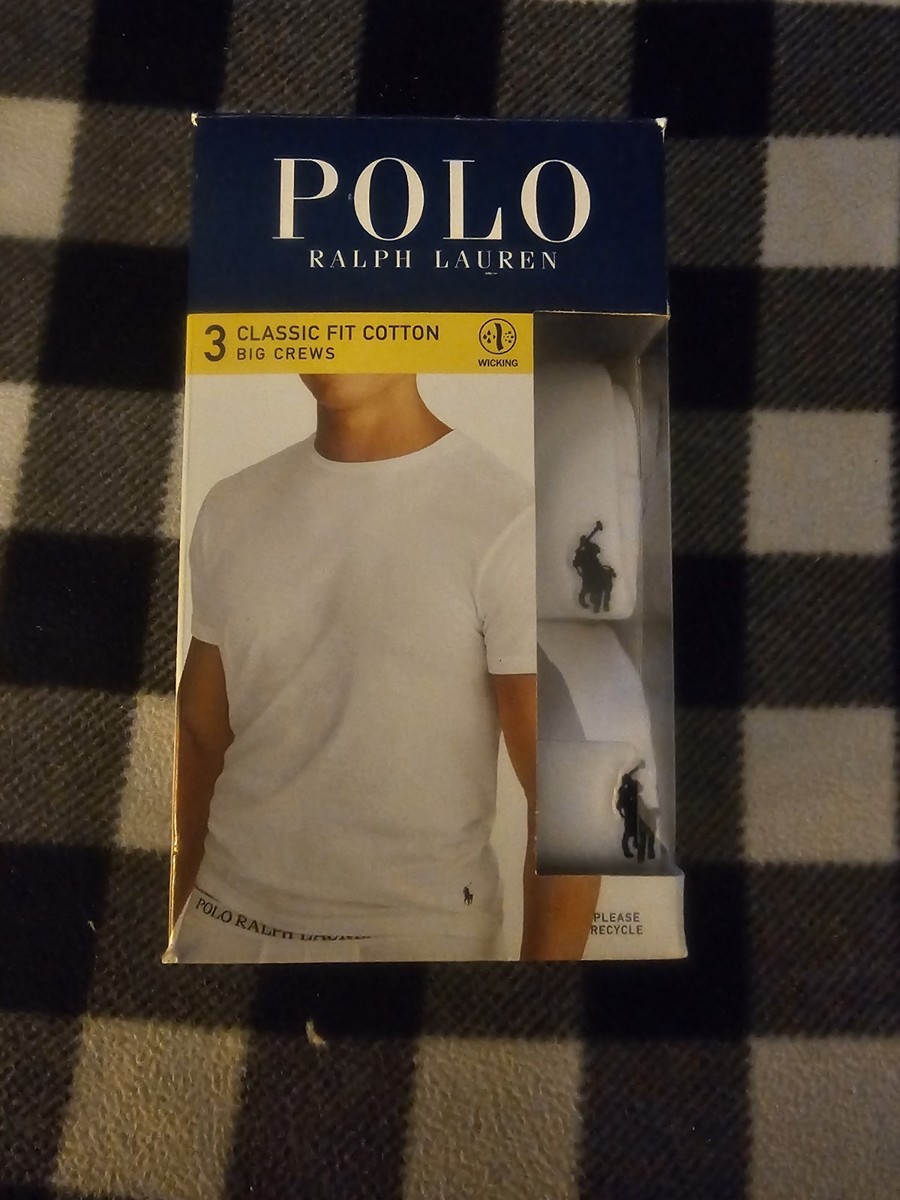 POLO
RALPH LAUREN
3 CLASSIC FIT COTTON
BIG CREWS
WICKING
POLO RALPH LAUREN
PLEASE
RECYCLE